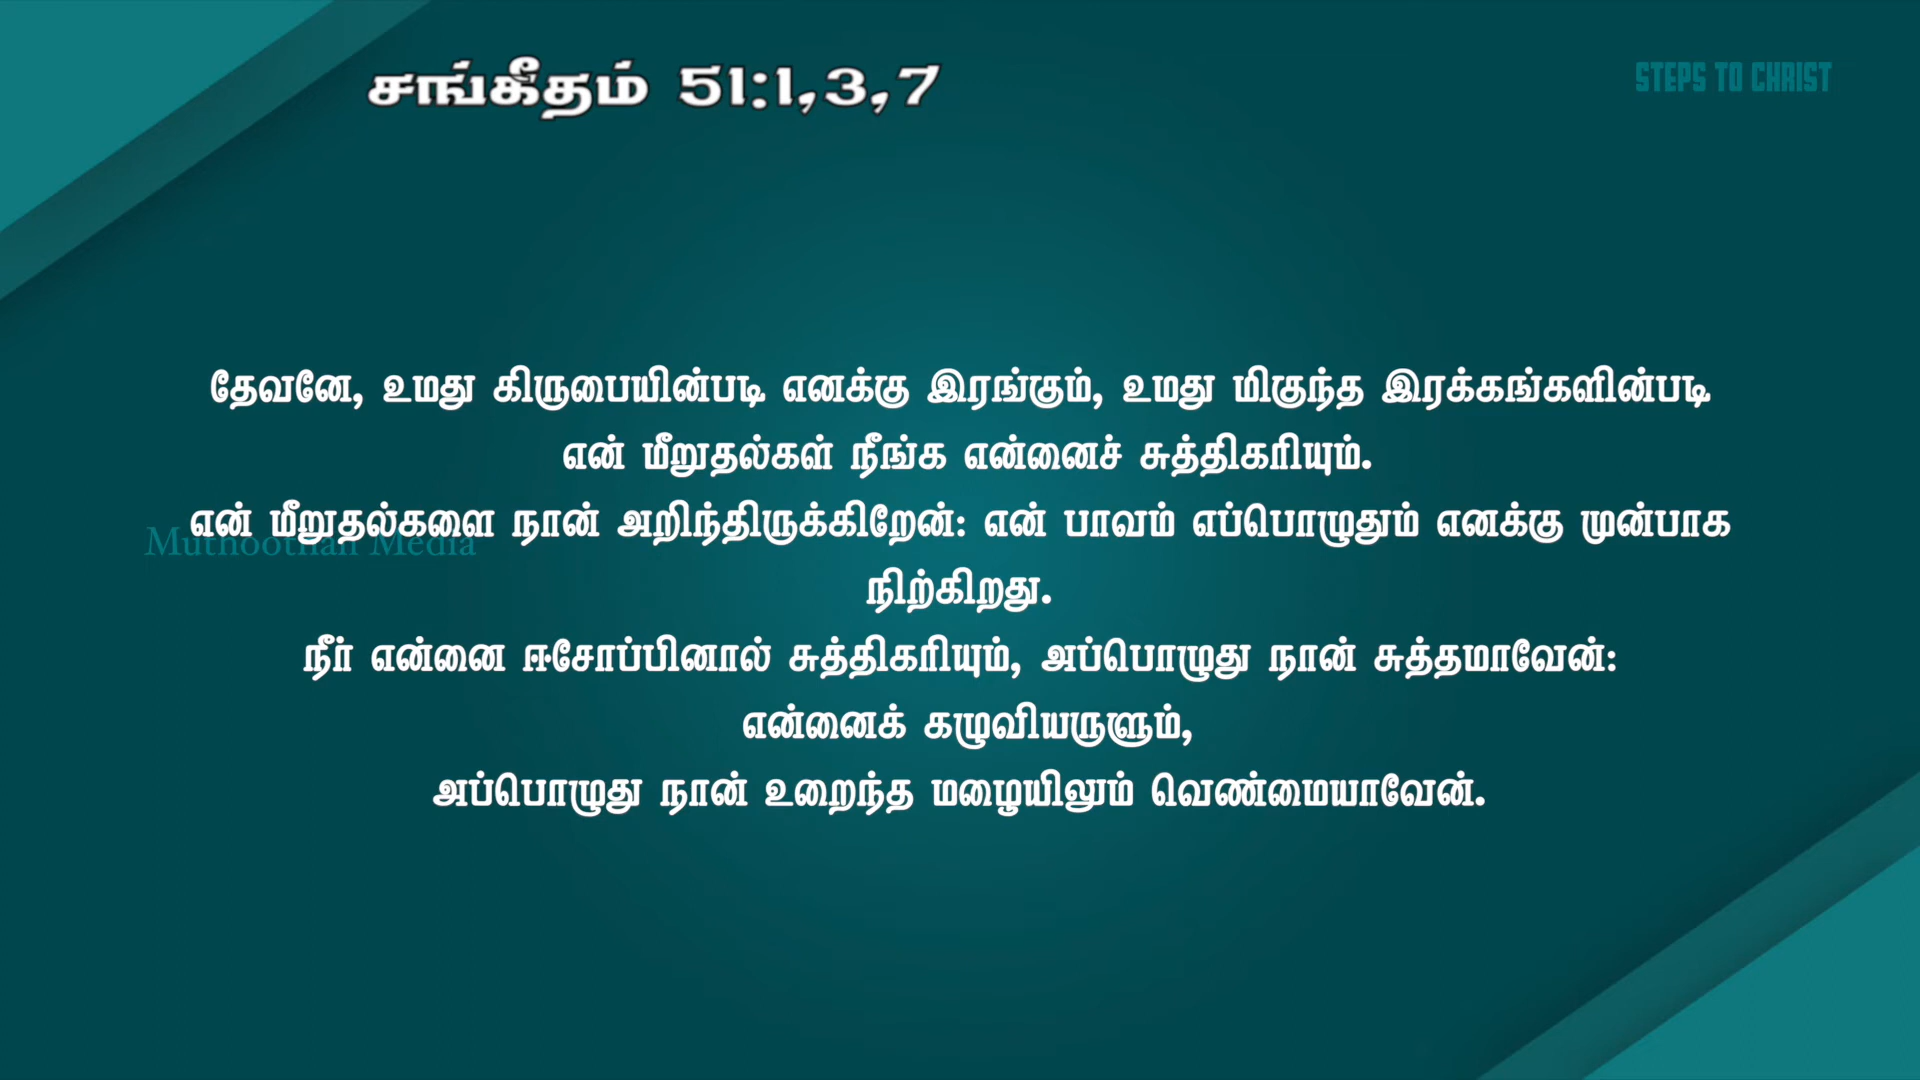 சங்கீதம் 51:1,3,7
STEPS TO CHRIST
தேவனே, உமது கிருபையின்படி எனக்கு இரங்கும், உமது மிகுந்த இரக்கங்களின்படி
என் மீறுதல்கள் நீங்க என்னைச் சுத்திகரியும்.
என் மீறுதல்களை நான் அறிந்திருக்கிறேன்: என் பாவம் எப்பொழுதும் எனக்கு முன்பாக
Muthoothan Media
நிற்கிறது.
நீர் என்னை ஈசோப்பினால் சுத்திகரியும், அப்பொழுது நான் சுத்தமாவேன்:
என்னைக் கழுவியருளும்,
அப்பொழுது நான் உறைந்த மழையிலும் வெண்மையாவேன்.